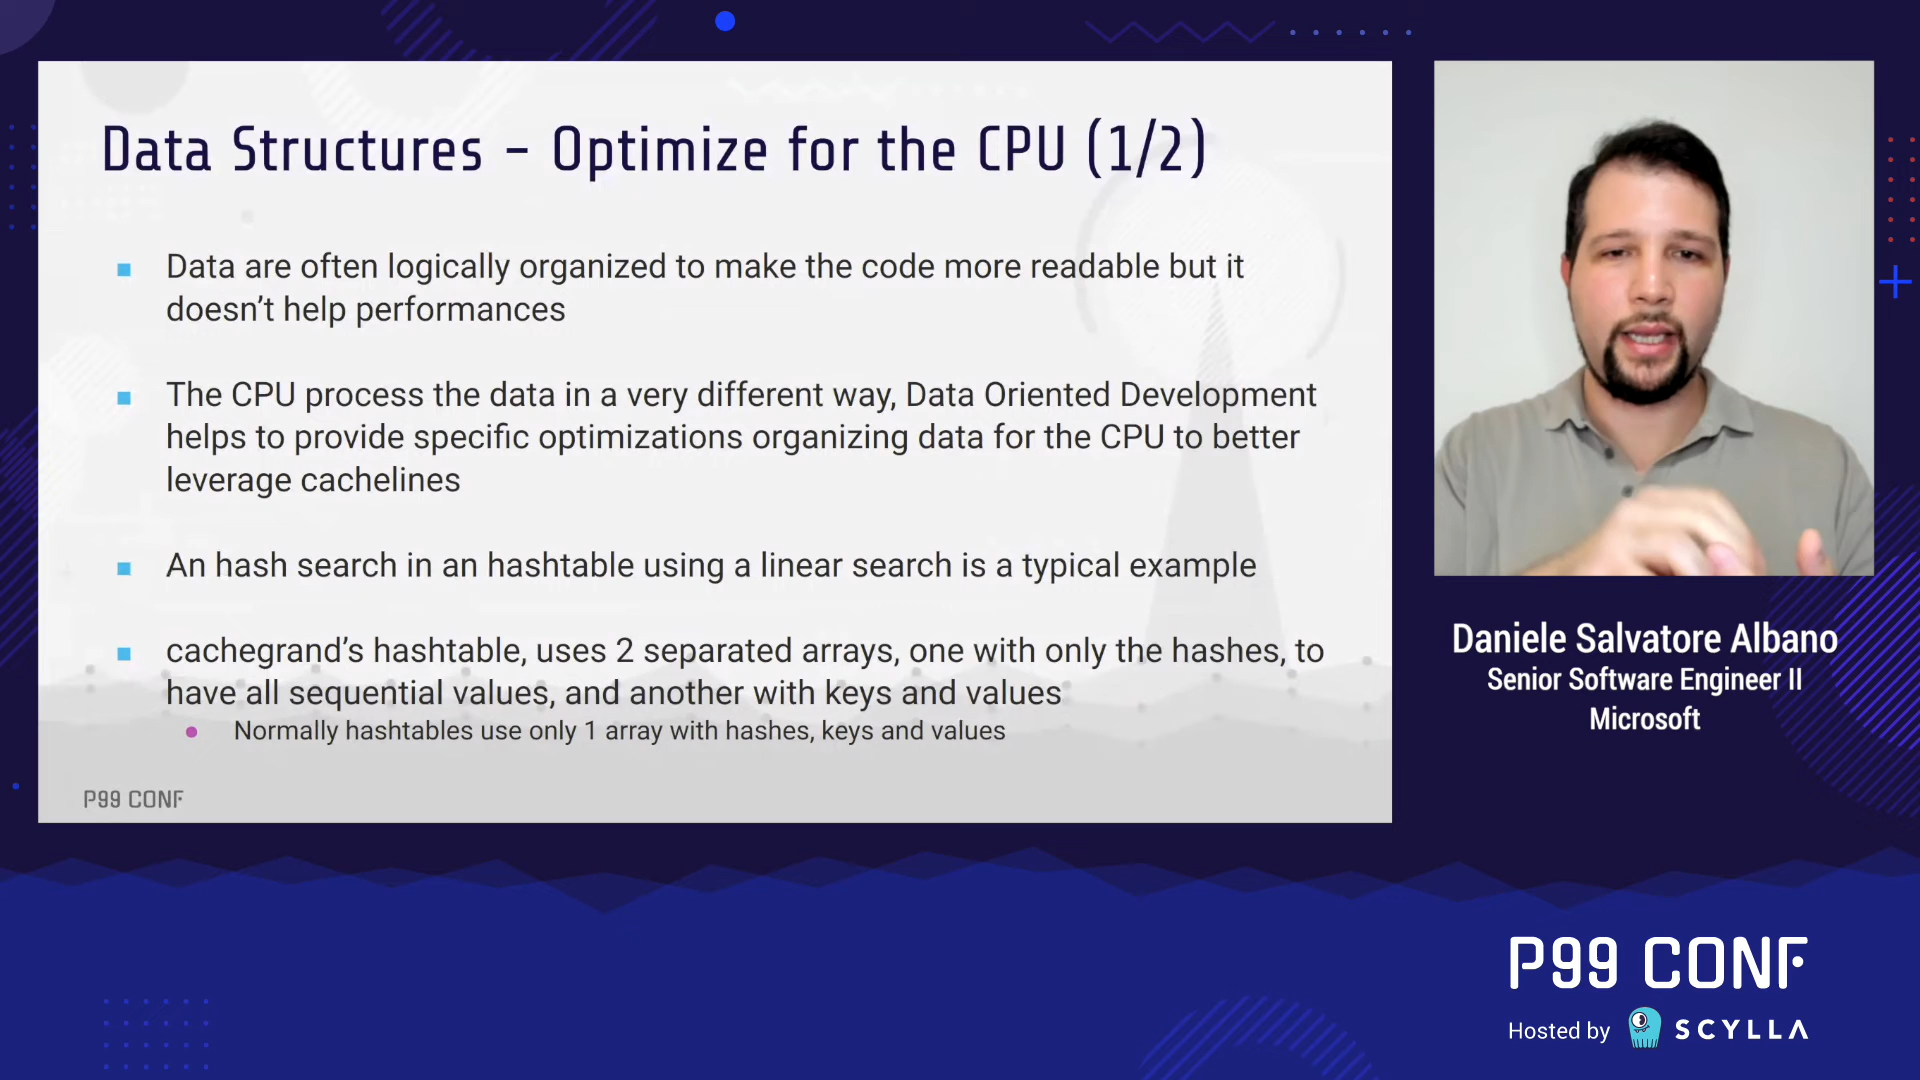 Data Structures – Optimize for the CPU (1/2)
Data are often logically organized to make the code more readable but it
doesn’t help performances
The CPU process the data in a very different way, Data Oriented Development
helps to provide specific optimizations organizing data for the CPU to better
leverage cachelines
An hash search in an hashtable using a linear search is a typical example
cachegrand’s hashtable, uses 2 separated arrays, one with only the hashes, to
have all sequential values, and another with keys and values
Normally hashtables use only 1 array with hashes, keys and values
P99 CONF
Daniele Salvatore Albano
Senior Software Engineer II
Microsoft
P99 CONF
Hosted by SCYLLA